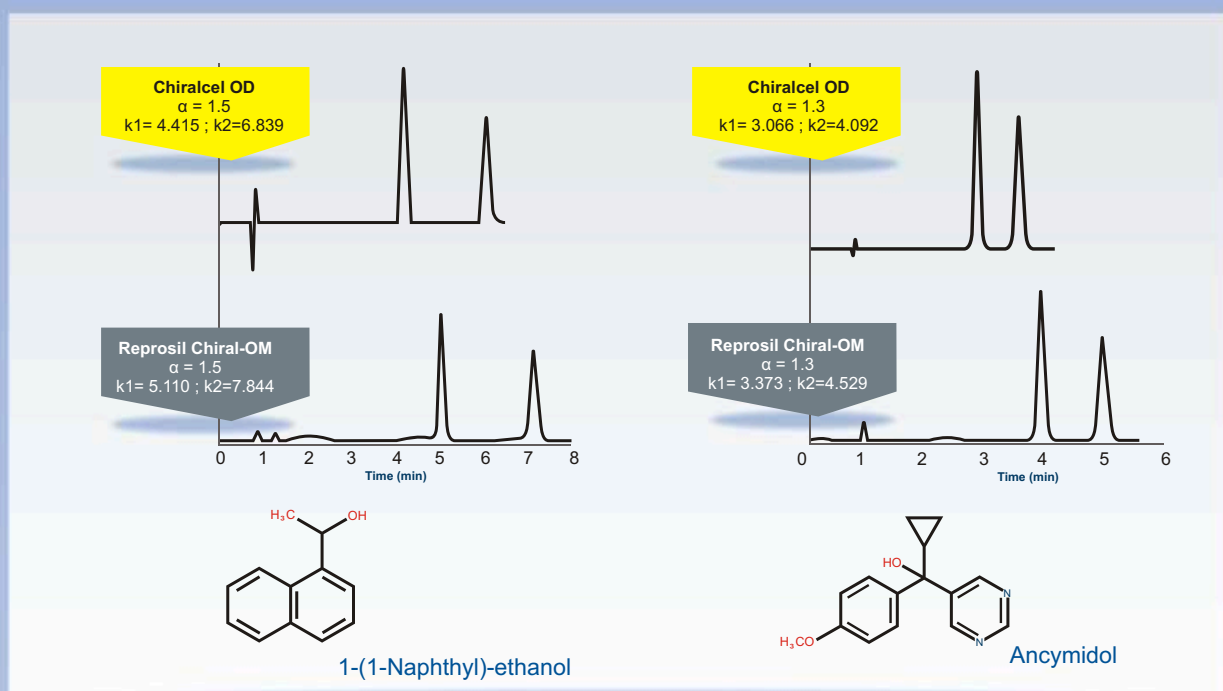 Chiralcel OD
α = 1.5
k1= 4.415 ; k2=6.839
Reprosil Chiral-OM
α = 1.5
k1= 5.110 ; k2=7.844
0 1 2 3 4 5 6 7 8
Time (min)
H₃C OH
1-(1-Naphthyl)-ethanol
Chiralcel OD
α = 1.3
k1= 3.066 ; k2=4.092
Reprosil Chiral-OM
α = 1.3
k1= 3.373 ; k2=4.529
0 1 2 3 4 5 6
Time (min)
HO
N
H₃CO
N
Ancymidol